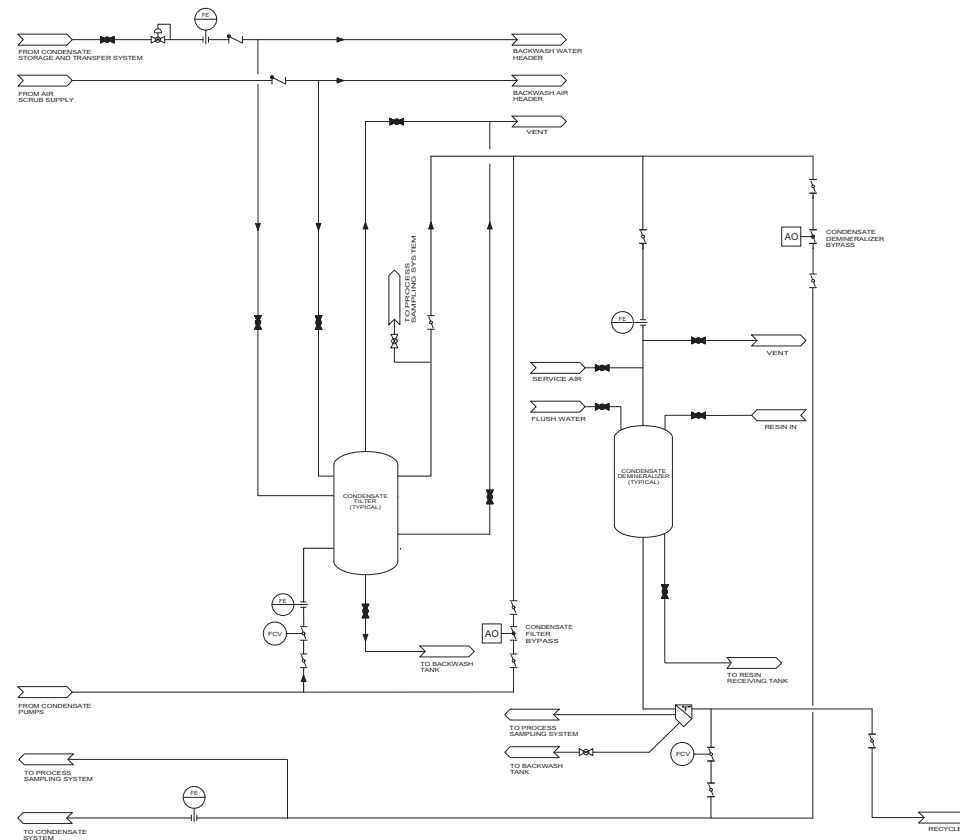 FE
FROM CONDENSATE
STORAGE AND TRANSFER SYSTEM
BACKWASH WATER
HEADER
FROM AIR
SCRUB SUPPLY
BACKWASH AIR
HEADER
VENT
AO
CONDENSATE
DEMINERALIZER
BYPASS
TO PROCESS
SAMPLING SYSTEM
FE
VENT
SERVICE AIR
FLUSH WATER
RESIN IN
CONDENSATE
DEMINERALIZER
(TYPICAL)
CONDENSATE
FILTER
(TYPICAL)
FE
FCV
AO
CONDENSATE
FILTER
BYPASS
TO BACKWASH
TANK
TO RESIN
RECEIVING TANK
FROM CONDENSATE
PUMPS
TO PROCESS
SAMPLING SYSTEM
FCV
TO BACKWASH
TANK
TO PROCESS
SAMPLING SYSTEM
FE
TO CONDENSATE
SYSTEM
RECYCLE